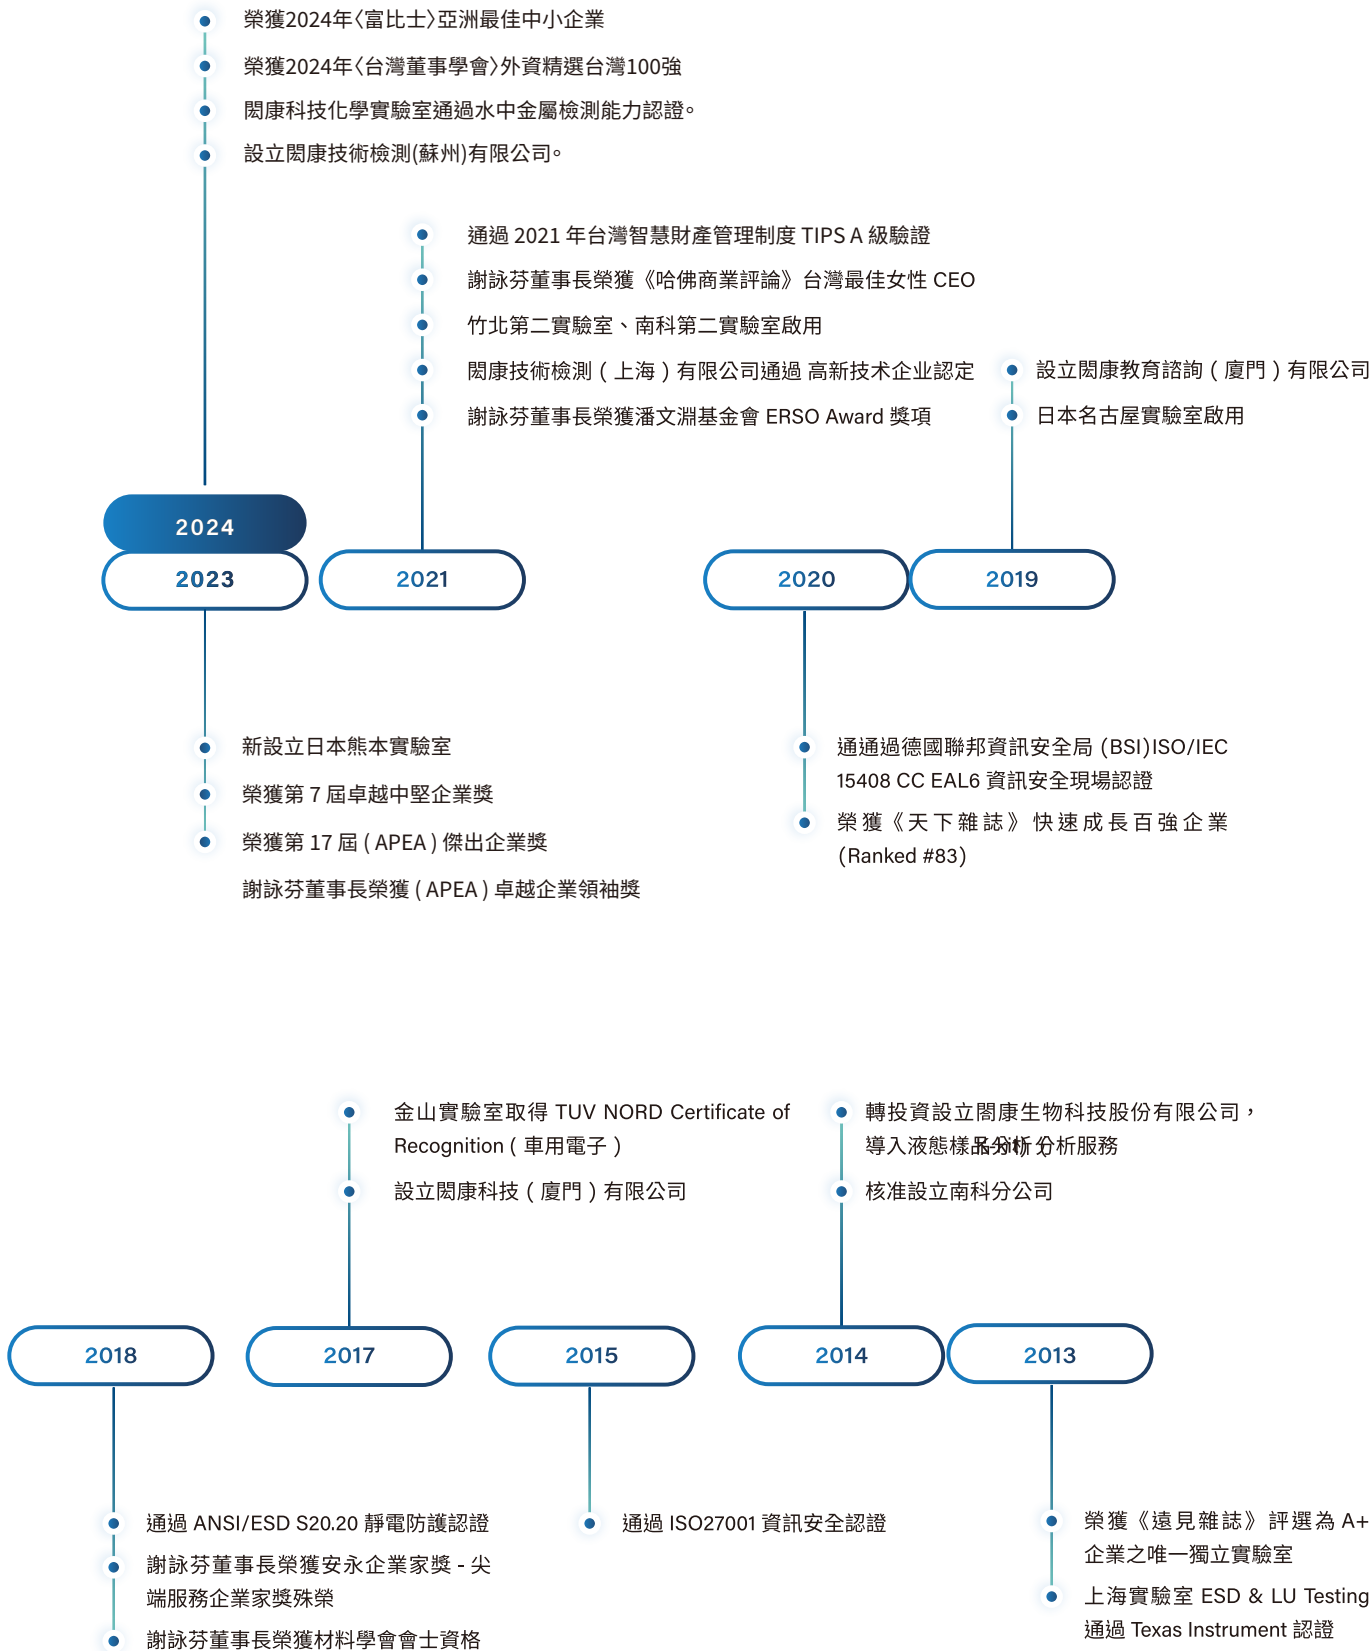 榮獲2024年〈富比士〉亞洲最佳中小企業
榮獲2024年〈台灣董事學會〉外資精選台灣100強
閎康科技化學實驗室通過水中金屬檢測能力認證。
設立閎康技術檢測(蘇州)有限公司。
2024
通過 2021 年台灣智慧財產管理制度 TIPS A 級驗證
謝詠芬董事長榮獲《哈佛商業評論》台灣最佳女性 CEO
竹北第二實驗室、南科第二實驗室啟用
閎康技術檢測 ( 上海 ) 有限公司通過 高新技术企业認定
謝詠芬董事長榮獲潘文淵基金會 ERSO Award 獎項
設立閎康教育諮詢 ( 廈門 ) 有限公司
日本名古屋實驗室啟用
2023
2021
2020
2019
新設立日本熊本實驗室
榮獲第 7 屆卓越中堅企業獎
榮獲第 17 屆 ( APEA ) 傑出企業獎
謝詠芬董事長榮獲 ( APEA ) 卓越企業領袖獎
通通過德國聯邦資訊安全局 (BSI)ISO/IEC
15408 CC EAL6 資訊安全現場認證
榮獲《天下雜誌》快速成長百強企業
(Ranked #83)
金山實驗室取得 TUV NORD Certificate of
Recognition ( 車用電子 )
設立閎康科技 ( 廈門 ) 有限公司
轉投資設立閤康生物科技股份有限公司，
導入液態樣品分析服務
核准設立南科分公司
2018
2017
2015
2014
2013
通過 ANSI/ESD S20.20 靜電防護認證
謝詠芬董事長榮獲安永企業家獎 - 尖
端服務企業家獎殊榮
謝詠芬董事長榮獲材料學會會士資格
通過 ISO27001 資訊安全認證
榮獲《遠見雜誌》評選為 A+
企業之唯一獨立實驗室
上海實驗室 ESD & LU Testing
通過 Texas Instrument 認證